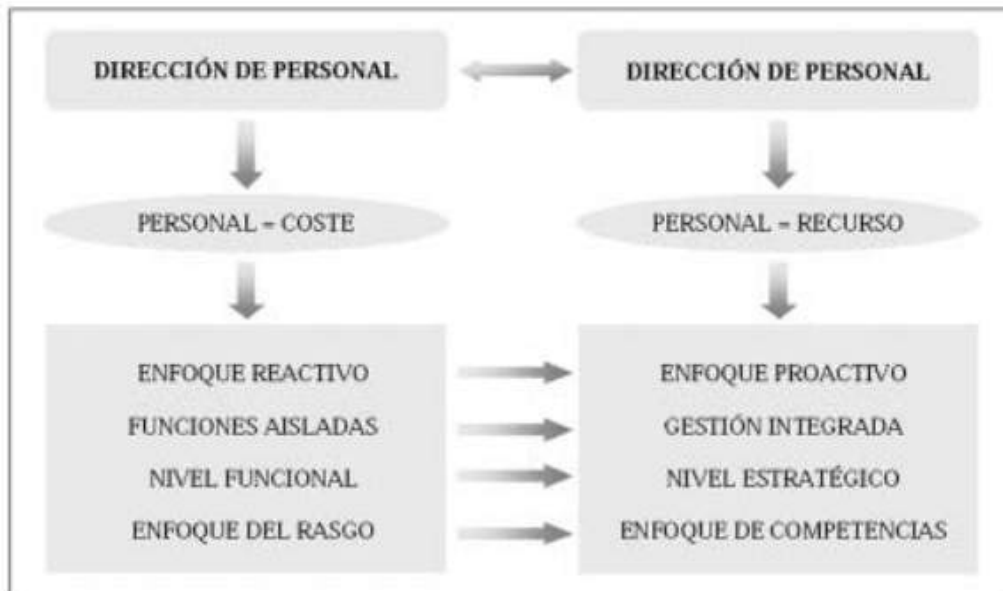 DIRECCIÓN DE PERSONAL
DIRECCIÓN DE PERSONAL
PERSONAL = COSTE
PERSONAL = RECURSO
ENFOQUE REACTIVO
ENFOQUE PROACTIVO
FUNCIONES AISLADAS
GESTIÓN INTEGRADA
NIVEL FUNCIONAL
NIVEL ESTRATÉGICO
ENFOQUE DEL RASGO
ENFOQUE DE COMPETENCIAS